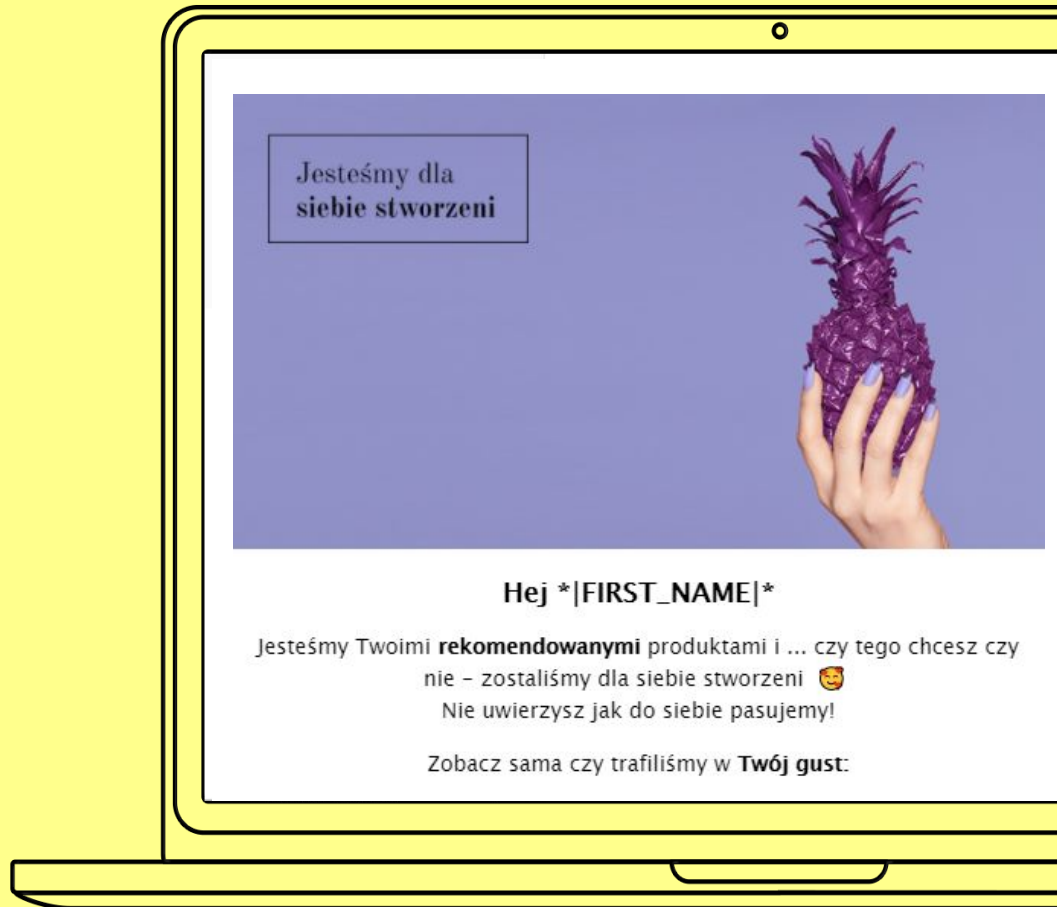 Jesteśmy dla
siebie stworzeni
Hej *|FIRST_NAME|*
Jesteśmy Twoimi rekomendowanymi produktami i ... czy tego chcesz czy
nie – zostaliśmy dla siebie stworzeni 🥰
Nie uwierzysz jak do siebie pasujemy!
Zobacz sama czy trafiliśmy w Twój gust: